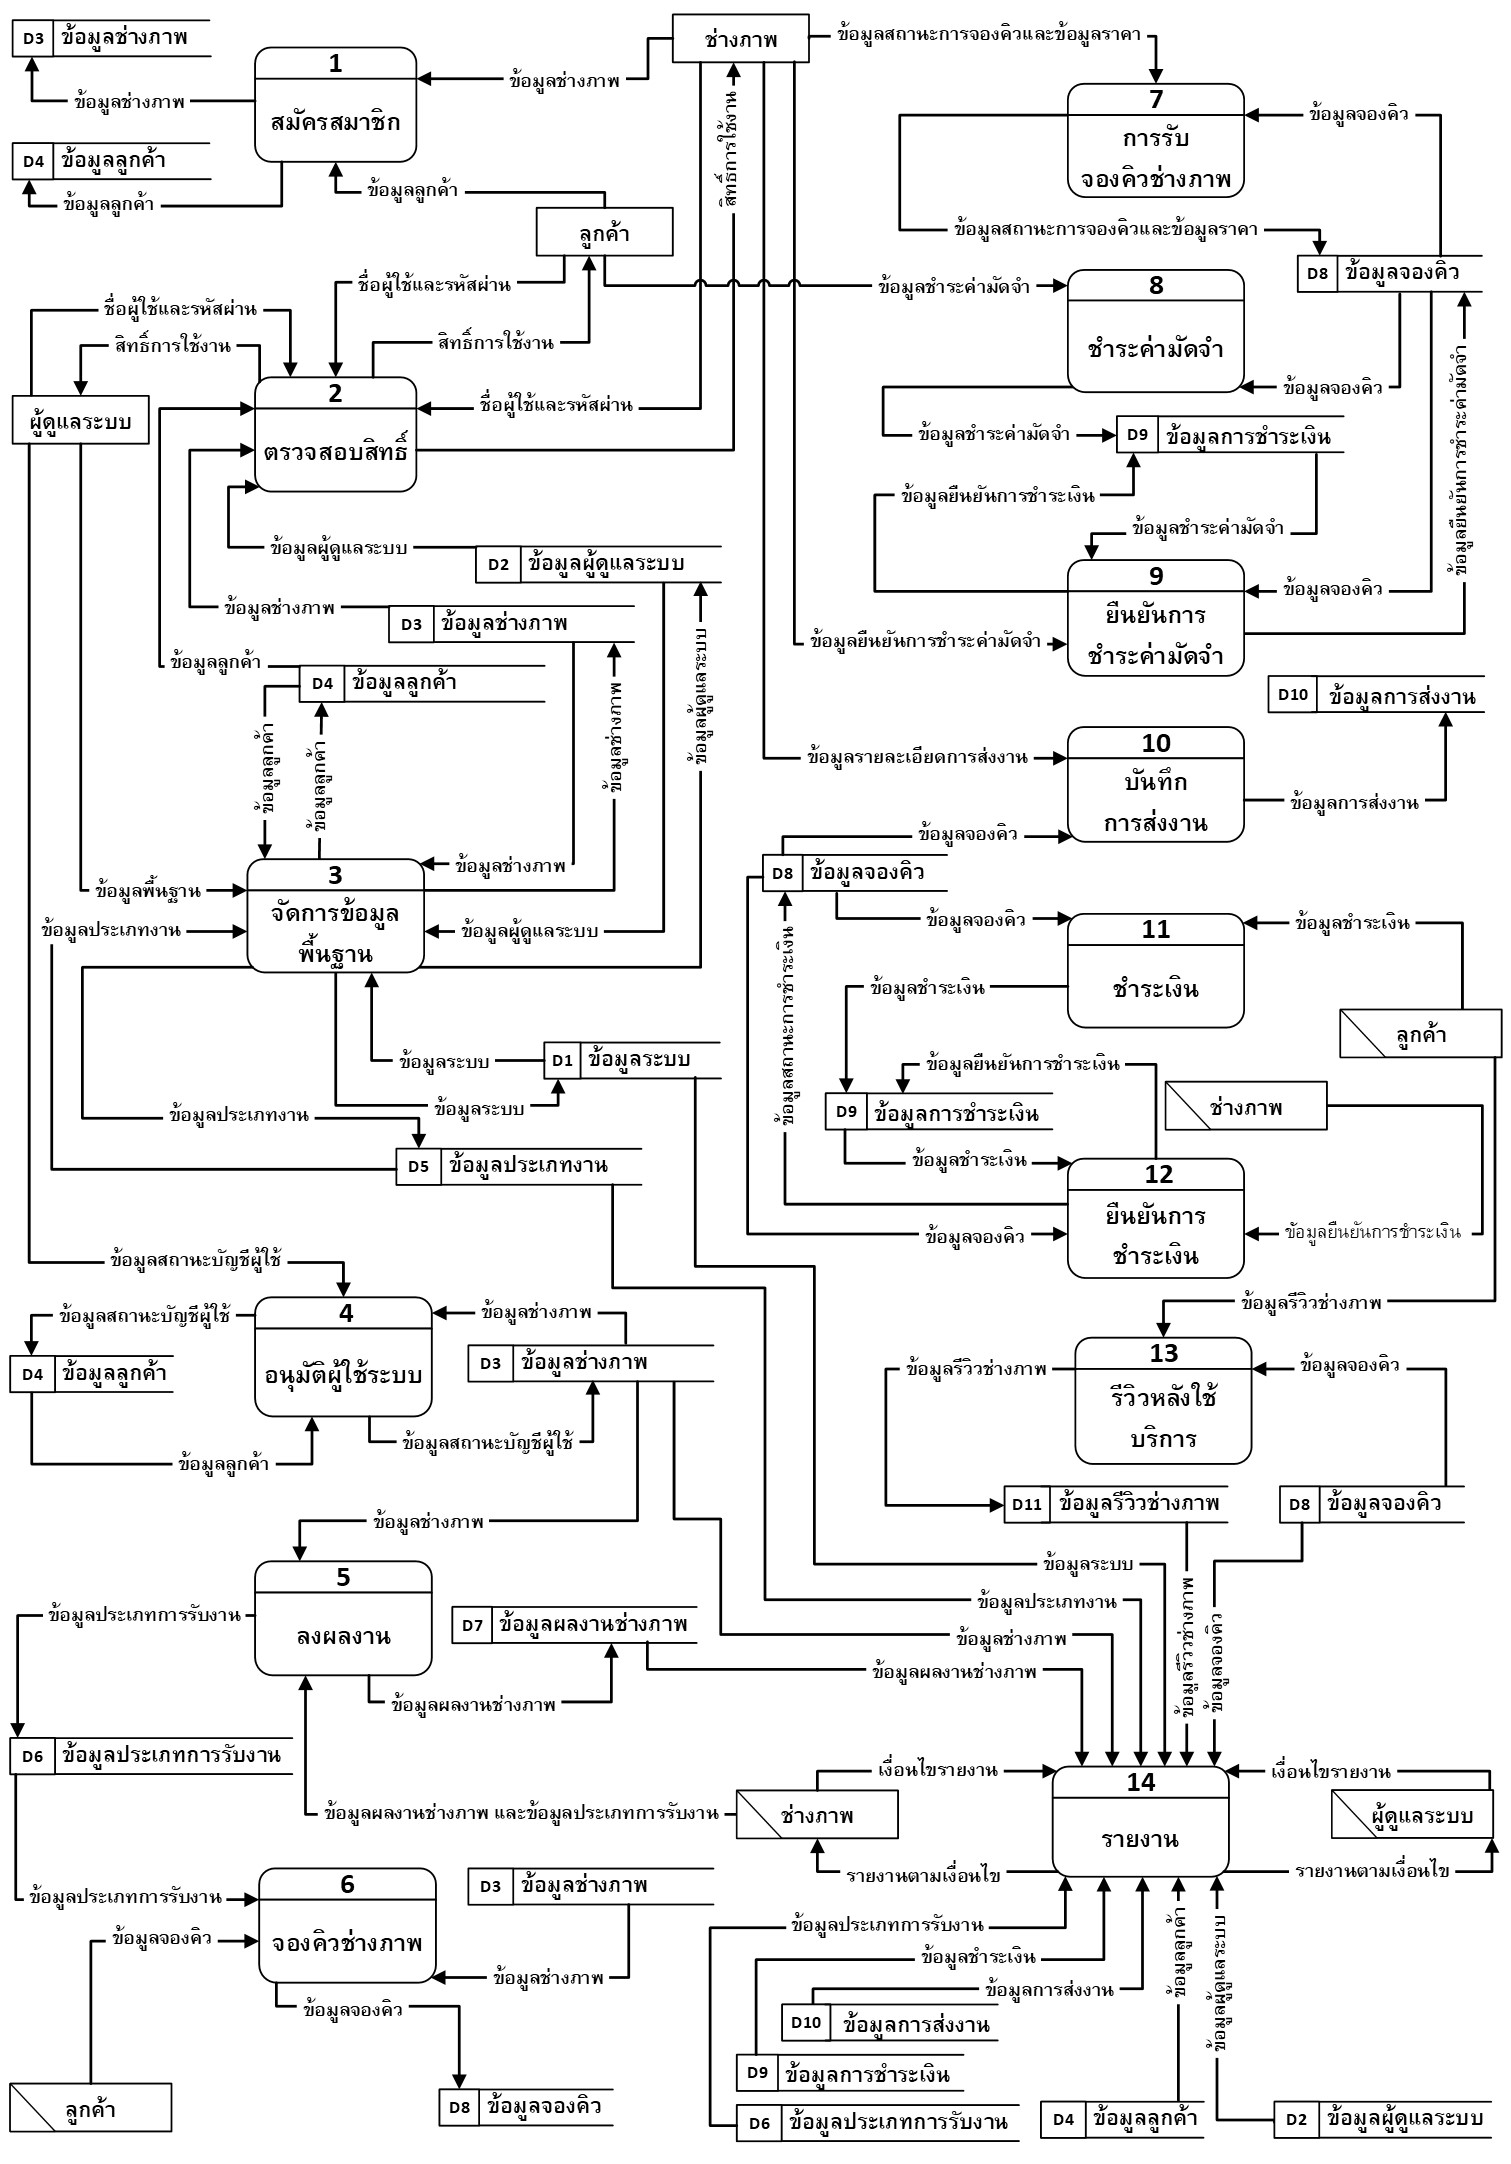 D3 ข้อมูลช่างภาพ
ช่างภาพ
ข้อมูลสถานะการจองคิวและข้อมูลราคา
1
สมัครสมาชิก
ข้อมูลช่างภาพ
ข้อมูลช่างภาพ
7
การรับ
จองคิวช่างภาพ
ข้อมูลจองคิว
D4 ข้อมูลลูกค้า
ข้อมูลลูกค้า
ข้อมูลลูกค้า
สิทธิ์การใช้งาน
ลูกค้า
ข้อมูลสถานะการจองคิวและข้อมูลราคา
D8 ข้อมูลจองคิว
ชื่อผู้ใช้และรหัสผ่าน
ข้อมูลชำระค่ามัดจำ
8
ชำระค่ามัดจำ
ชื่อผู้ใช้และรหัสผ่าน
สิทธิ์การใช้งาน
สิทธิ์การใช้งาน
ข้อมูลจองคิว
ผู้ดูแลระบบ
2
ตรวจสอบสิทธิ์
ชื่อผู้ใช้และรหัสผ่าน
ข้อมูลชำระค่ามัดจำ
D9 ข้อมูลการชำระเงิน
ข้อมูลยืนยันการชำระค่ามัดจำ
ข้อมูลยืนยันการชำระเงิน
ข้อมูลชำระค่ามัดจำ
ข้อมูลผู้ดูแลระบบ
D2 ข้อมูลผู้ดูแลระบบ
9
ยืนยันการ
ชำระค่ามัดจำ
ข้อมูลจองคิว
ข้อมูลช่างภาพ
D3 ข้อมูลช่างภาพ
ข้อมูลยืนยันการชำระค่ามัดจำ
ข้อมูลลูกค้า
D4 ข้อมูลลูกค้า
ข้อมูลผู้ดูแลระบบ
ข้อมูลช่างภาพ
D10 ข้อมูลการส่งงาน
ข้อมูลลูกค้า
ข้อมูลลูกค้า
ข้อมูลรายละเอียดการส่งงาน
10
บันทึก
การส่งงาน
ข้อมูลการส่งงาน
ข้อมูลจองคิว
3
จัดการข้อมูล
พื้นฐาน
ข้อมูลช่างภาพ
D8 ข้อมูลจองคิว
ข้อมูลพื้นฐาน
ข้อมูลประเภทงาน
ข้อมูลผู้ดูแลระบบ
ข้อมูลจองคิว
11
ชำระเงิน
ข้อมูลชำระเงิน
ข้อมูลสถานะการชำระเงิน
ข้อมูลชำระเงิน
ลูกค้า
ข้อมูลระบบ
D1 ข้อมูลระบบ
ข้อมูลยืนยันการชำระเงิน
ข้อมูลระบบ
ข้อมูลประเภทงาน
D9 ข้อมูลการชำระเงิน
ช่างภาพ
D5 ข้อมูลประเภทงาน
ข้อมูลชำระเงิน
12
ยืนยันการ
ชำระเงิน
ข้อมูลจองคิว
ข้อมูลยืนยันการชำระเงิน
ข้อมูลสถานะบัญชีผู้ใช้
ข้อมูลสถานะบัญชีผู้ใช้
4
อนุมัติผู้ใช้ระบบ
ข้อมูลช่างภาพ
ข้อมูลรีวิวช่างภาพ
D4 ข้อมูลลูกค้า
D3 ข้อมูลช่างภาพ
ข้อมูลรีวิวช่างภาพ
13
รีวิวหลังใช้
บริการ
ข้อมูลจองคิว
ข้อมูลสถานะบัญชีผู้ใช้
ข้อมูลลูกค้า
D11 ข้อมูลรีวิวช่างภาพ
D8 ข้อมูลจองคิว
ข้อมูลช่างภาพ
5
ลงผลงาน
ข้อมูลระบบ
ข้อมูลประเภทการรับงาน
D7 ข้อมูลผลงานช่างภาพ
ข้อมูลประเภทงาน
ข้อมูลช่างภาพ
ข้อมูลรีวิวช่างภาพ
ข้อมูลจองคิว
ข้อมูลผลงานช่างภาพ
ข้อมูลผลงานช่างภาพ
D6 ข้อมูลประเภทการรับงาน
เงื่อนไขรายงาน
14
รายงาน
เงื่อนไขรายงาน
ข้อมูลผลงานช่างภาพ และข้อมูลประเภทการรับงาน
ช่างภาพ
ผู้ดูแลระบบ
รายงานตามเงื่อนไข
รายงานตามเงื่อนไข
6
จองคิวช่างภาพ
D3 ข้อมูลช่างภาพ
ข้อมูลประเภทการรับงาน
ข้อมูลประเภทการรับงาน
ข้อมูลจองคิว
ข้อมูลชำระเงิน
ข้อมูลลูกค้า
ข้อมูลผู้ดูแลระบบ
ข้อมูลช่างภาพ
ข้อมูลการส่งงาน
ข้อมูลจองคิว
D10 ข้อมูลการส่งงาน
D9 ข้อมูลการชำระเงิน
ลูกค้า
D8 ข้อมูลจองคิว
D6 ข้อมูลประเภทการรับงาน
D4 ข้อมูลลูกค้า
D2 ข้อมูลผู้ดูแลระบบ